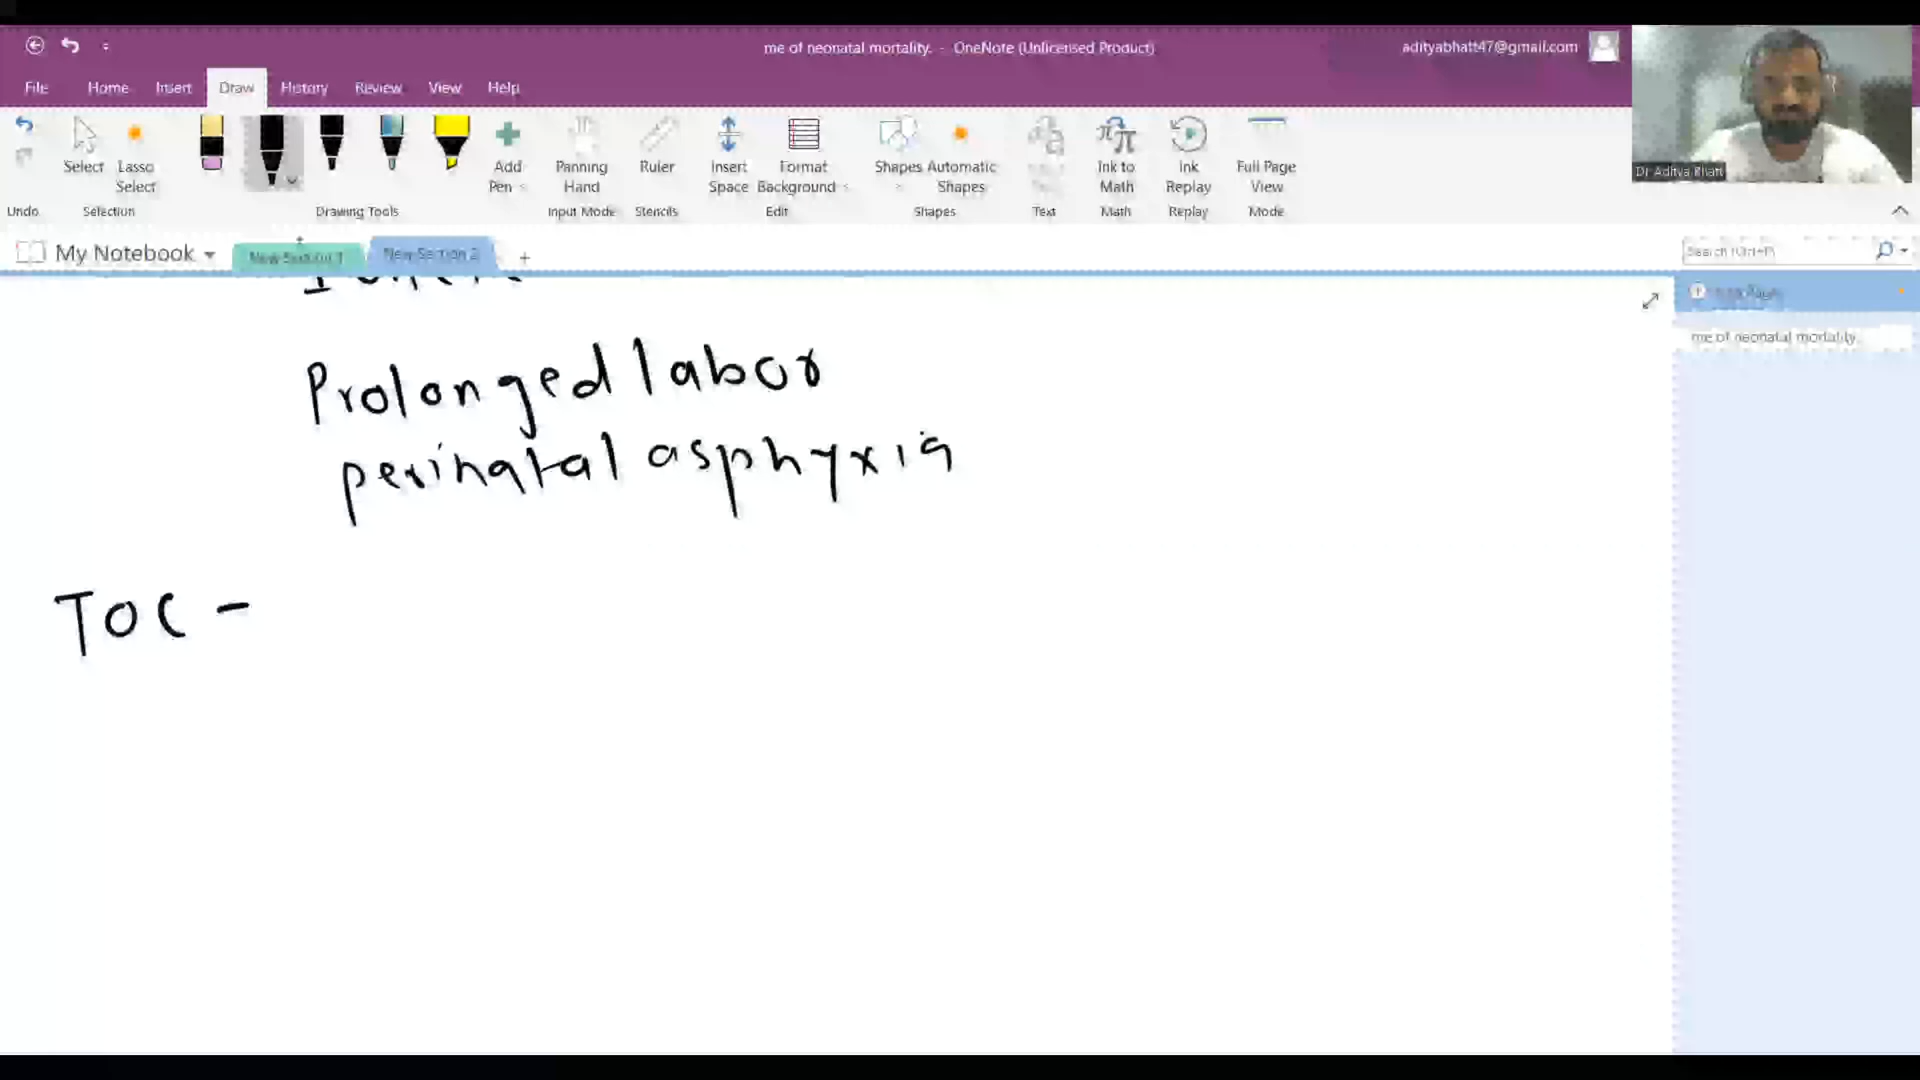 me of neonatal mortality. - OneNote (Unlicensed Product)
adityabhatt47@gmail.com
File Home Insert Draw History Review View Help
Select
Lasso Select
Add Pen
Panning Hand
Ruler
Insert Space
Format Background
Shapes
Automatic Shapes
Ink to Math
Ink Replay
Full Page View
Dr Aditya Bhatt
Undo Selection Drawing Tools Input Mode Stencils Edit Shapes Text Math Replay Mode
My Notebook New Section 1 New Section 2 +
Search (Ctrl+E)
me of neonatal mortality.
Prolonged labor
perinatal asphyxia
TOC -